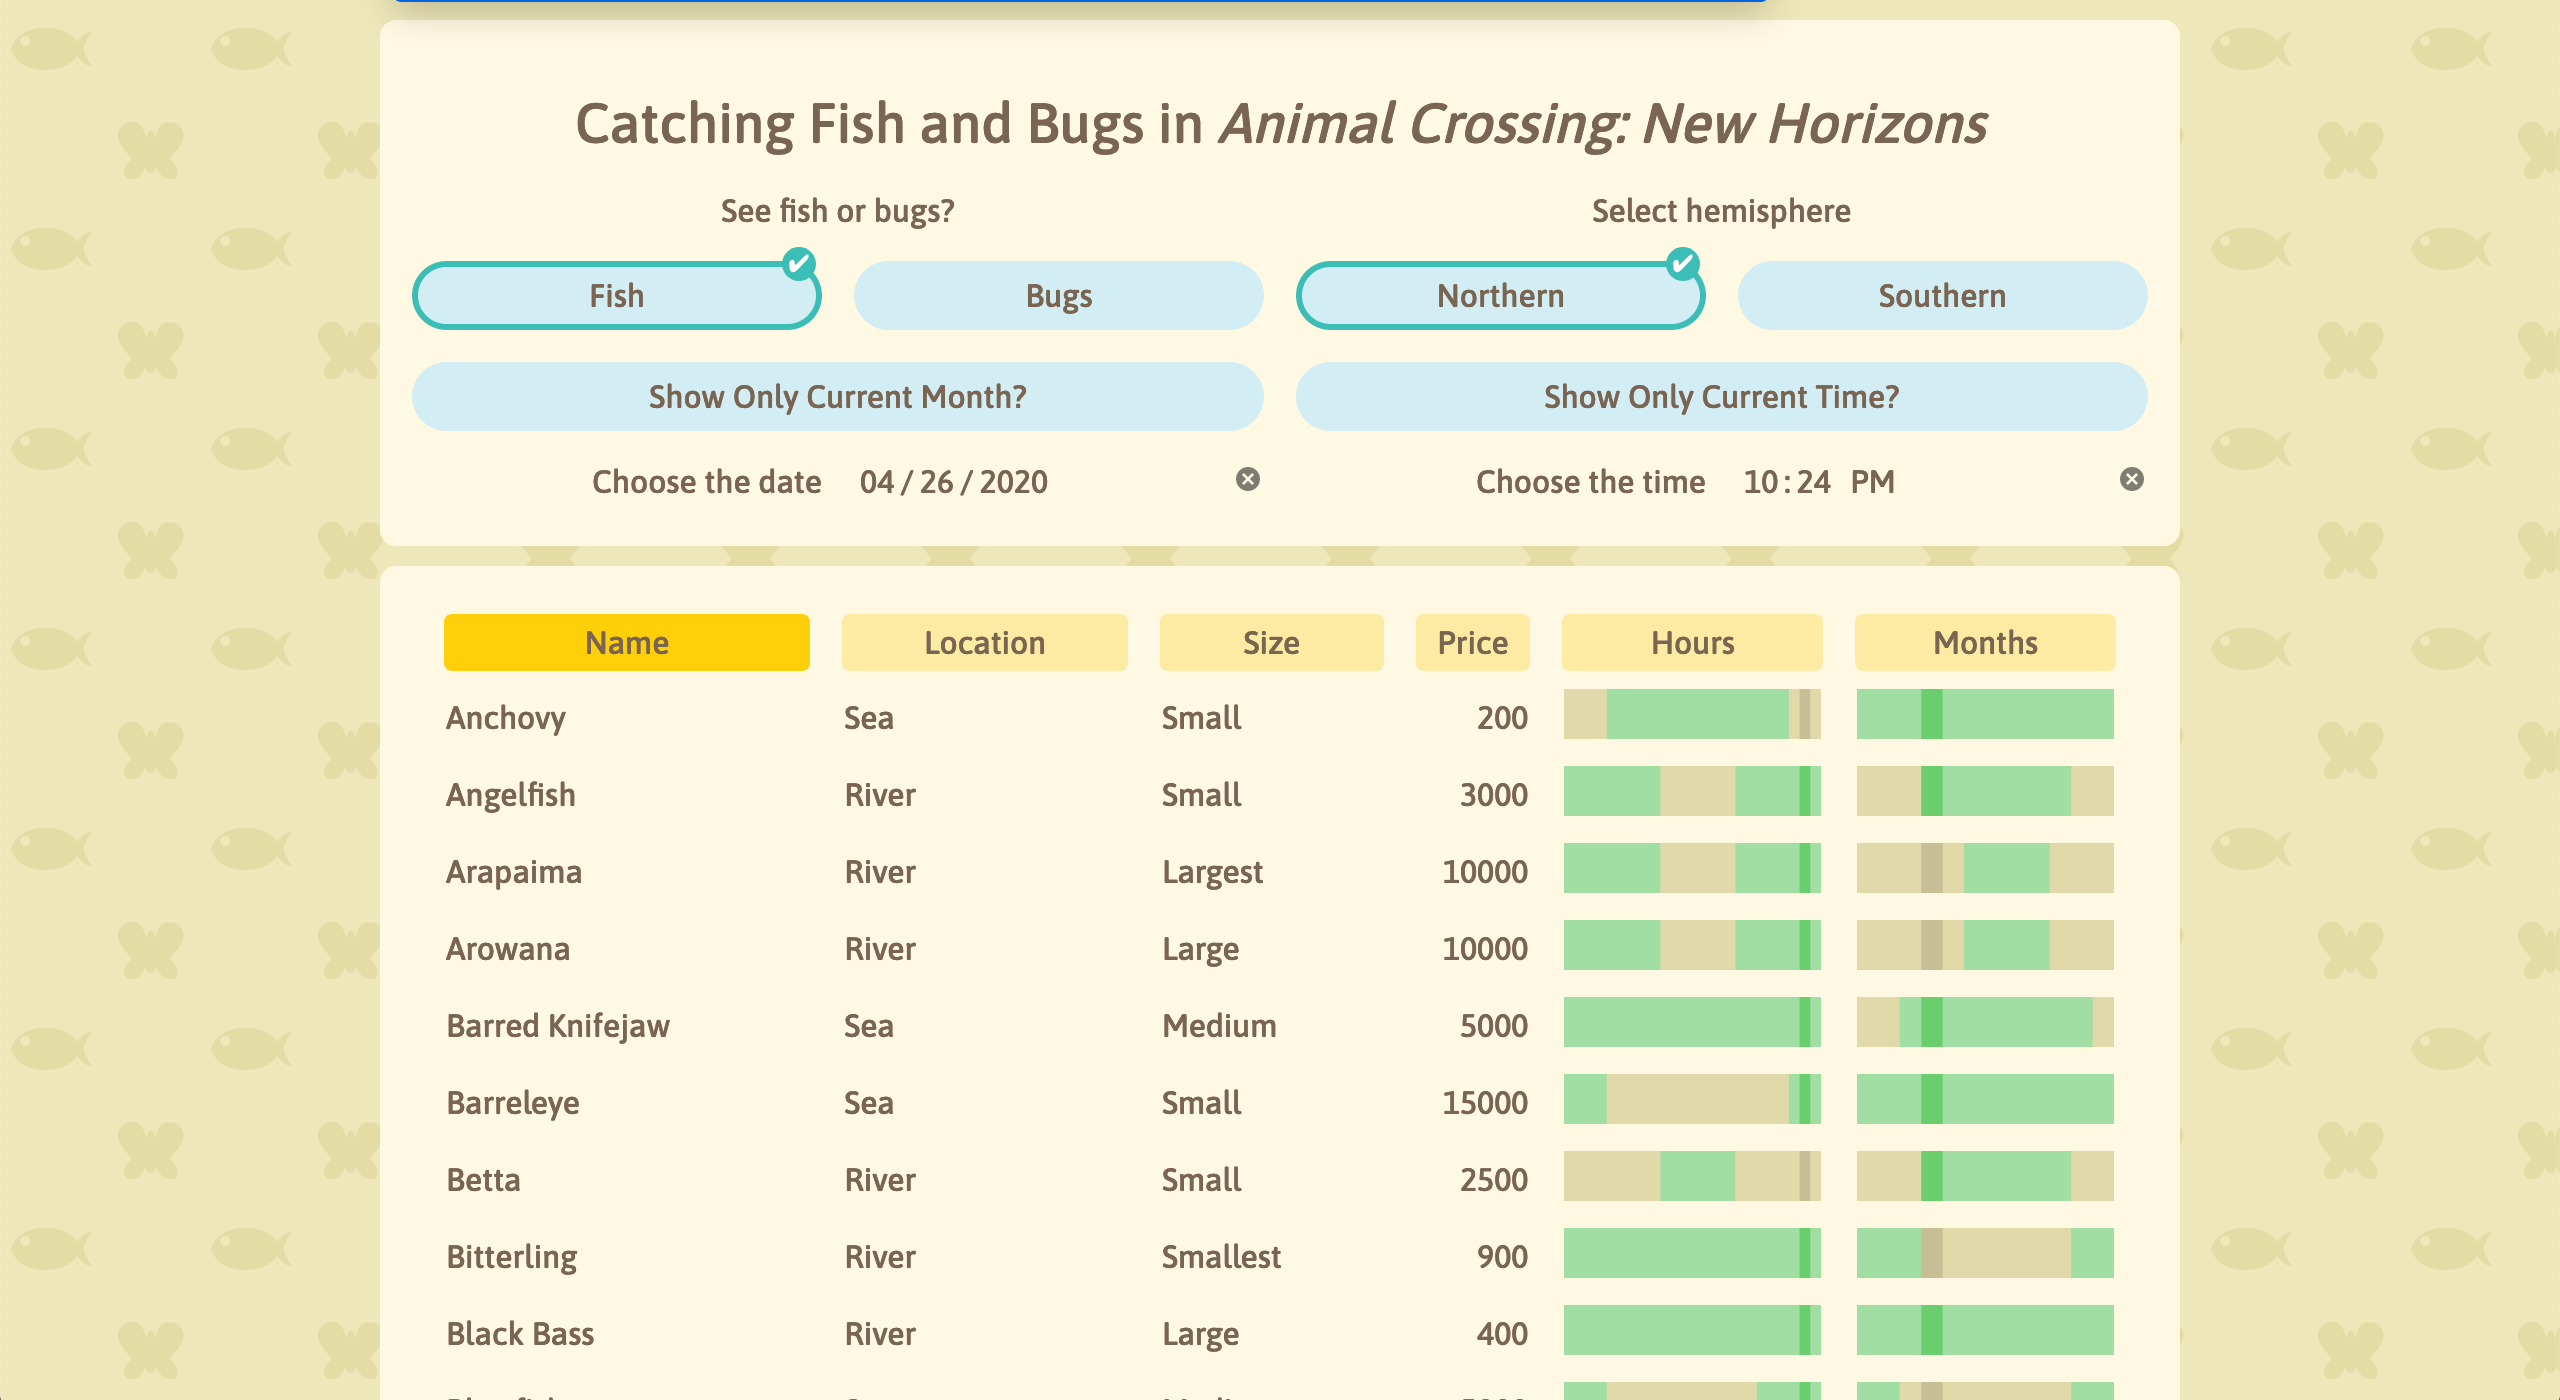 Catching Fish and Bugs in Animal Crossing: New Horizons
See fish or bugs?
Select hemisphere
Fish
Bugs
Northern
Southern
Show Only Current Month?
Show Only Current Time?
Choose the date 04/26/2020
Choose the time 10:24 PM
Name Location Size Price Hours Months
Anchovy Sea Small 200
Angelfish River Small 3000
Arapaima River Largest 10000
Arowana River Large 10000
Barred Knifejaw Sea Medium 5000
Barreleye Sea Small 15000
Betta River Small 2500
Bitterling River Smallest 900
Black Bass River Large 400